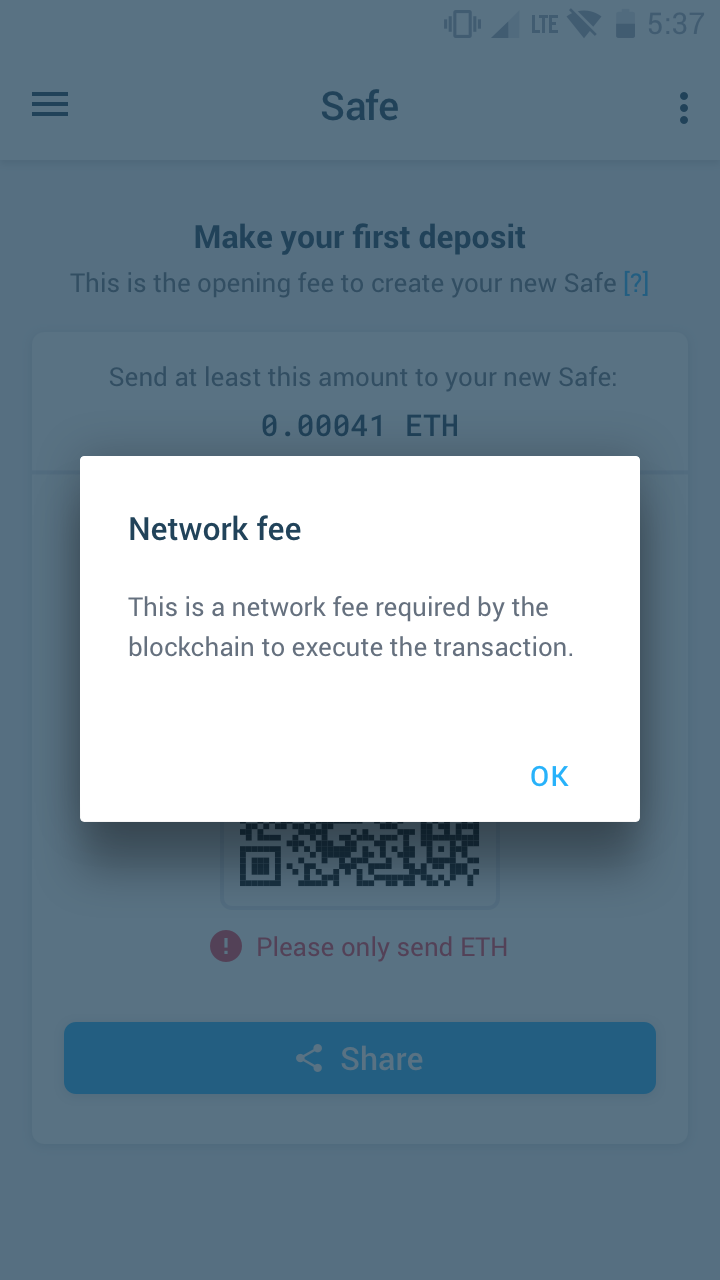 LTE 5:37
Safe
Make your first deposit
This is the opening fee to create your new Safe [?]
Send at least this amount to your new Safe:
0.00041 ETH
Network fee
This is a network fee required by the
blockchain to execute the transaction.
OK
Please only send ETH
Share